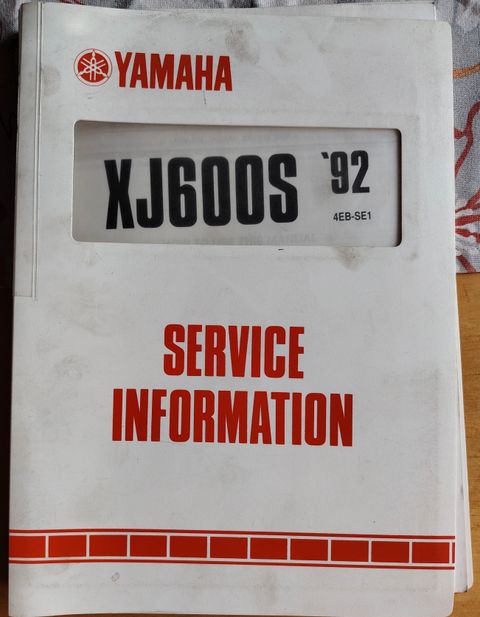 YAMAHA
XJ600S '92
4EB-SE1
SERVICE
INFORMATION